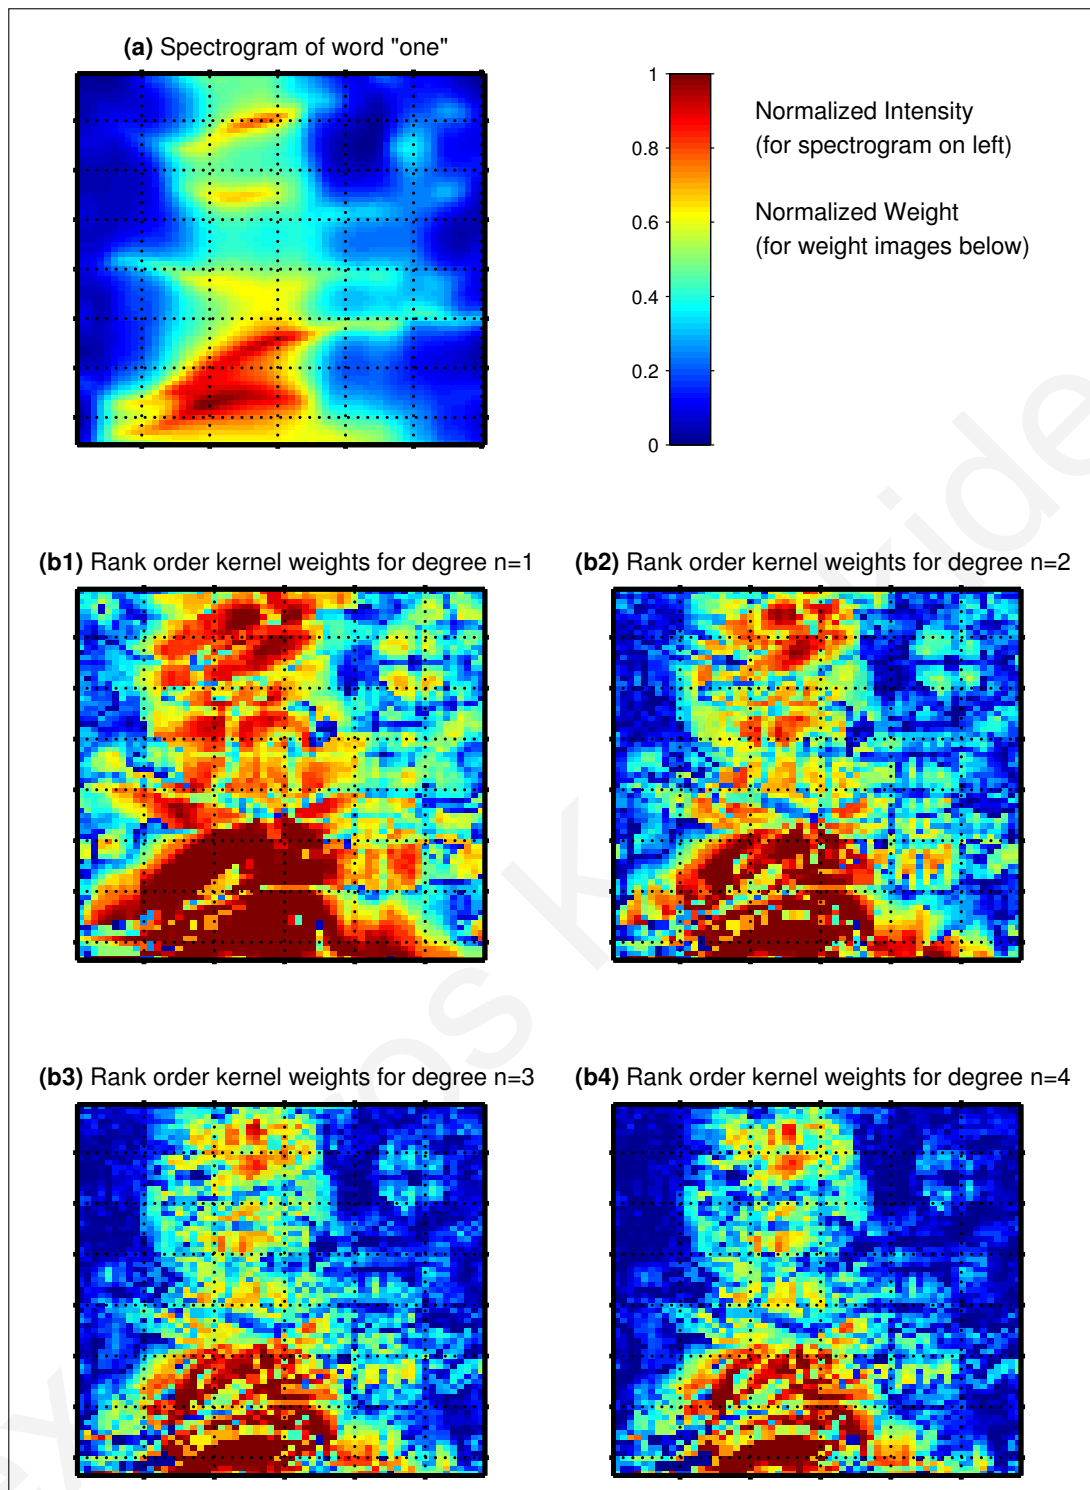 (a) Spectrogram of word "one"
1
0.8
0.6
0.4
0.2
0
Normalized Intensity
(for spectrogram on left)
Normalized Weight
(for weight images below)
(b1) Rank order kernel weights for degree n=1
(b2) Rank order kernel weights for degree n=2
(b3) Rank order kernel weights for degree n=3
(b4) Rank order kernel weights for degree n=4